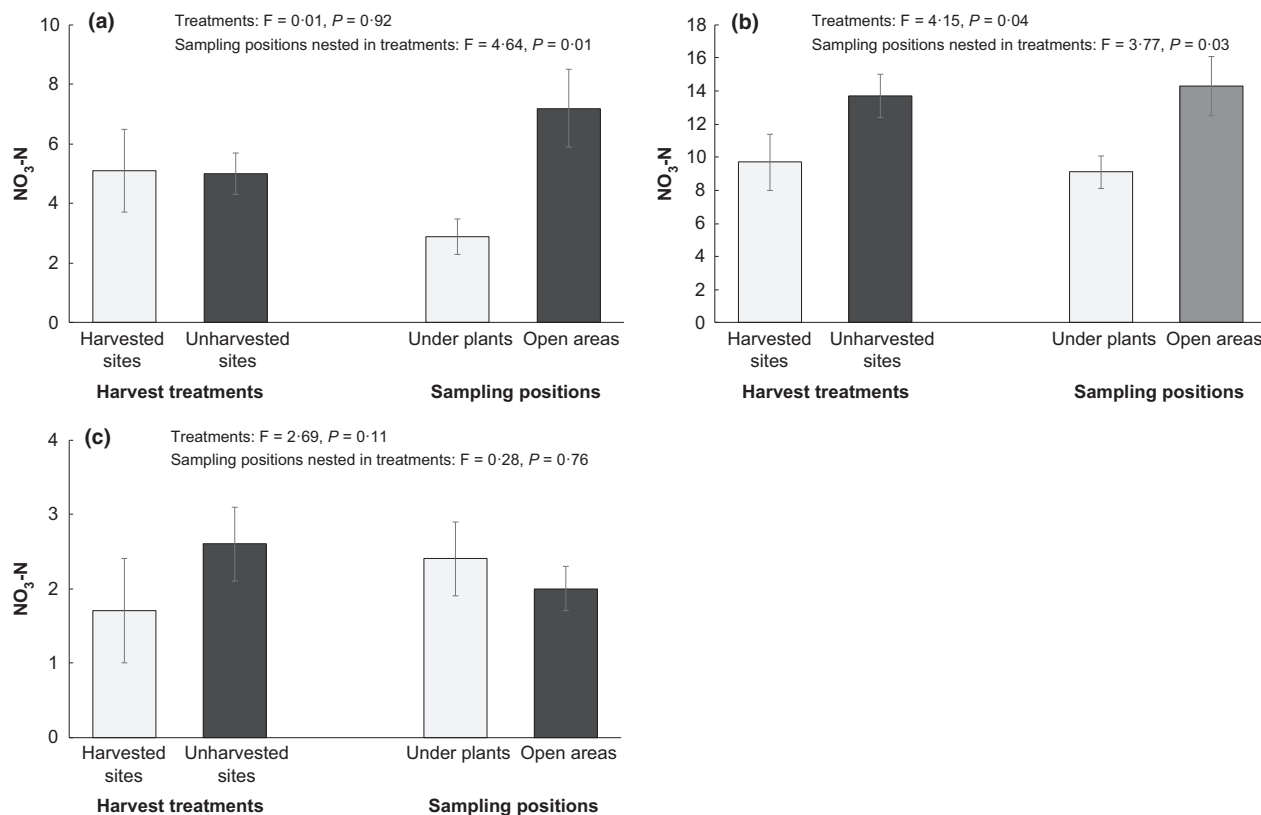 (a)
Treatments: F = 0·01, P = 0·92
Sampling positions nested in treatments: F = 4·64, P = 0·01
NO3-N
10
8
6
4
2
0
Harvested sites
Unharvested sites
Under plants
Open areas
Harvest treatments
Sampling positions
(b)
Treatments: F = 4·15, P = 0·04
Sampling positions nested in treatments: F = 3·77, P = 0·03
NO3-N
18
16
14
12
10
8
6
4
2
0
Harvested sites
Unharvested sites
Under plants
Open areas
Harvest treatments
Sampling positions
(c)
Treatments: F = 2·69, P = 0·11
Sampling positions nested in treatments: F = 0·28, P = 0·76
NO3-N
4
3
2
1
0
Harvested sites
Unharvested sites
Under plants
Open areas
Harvest treatments
Sampling positions